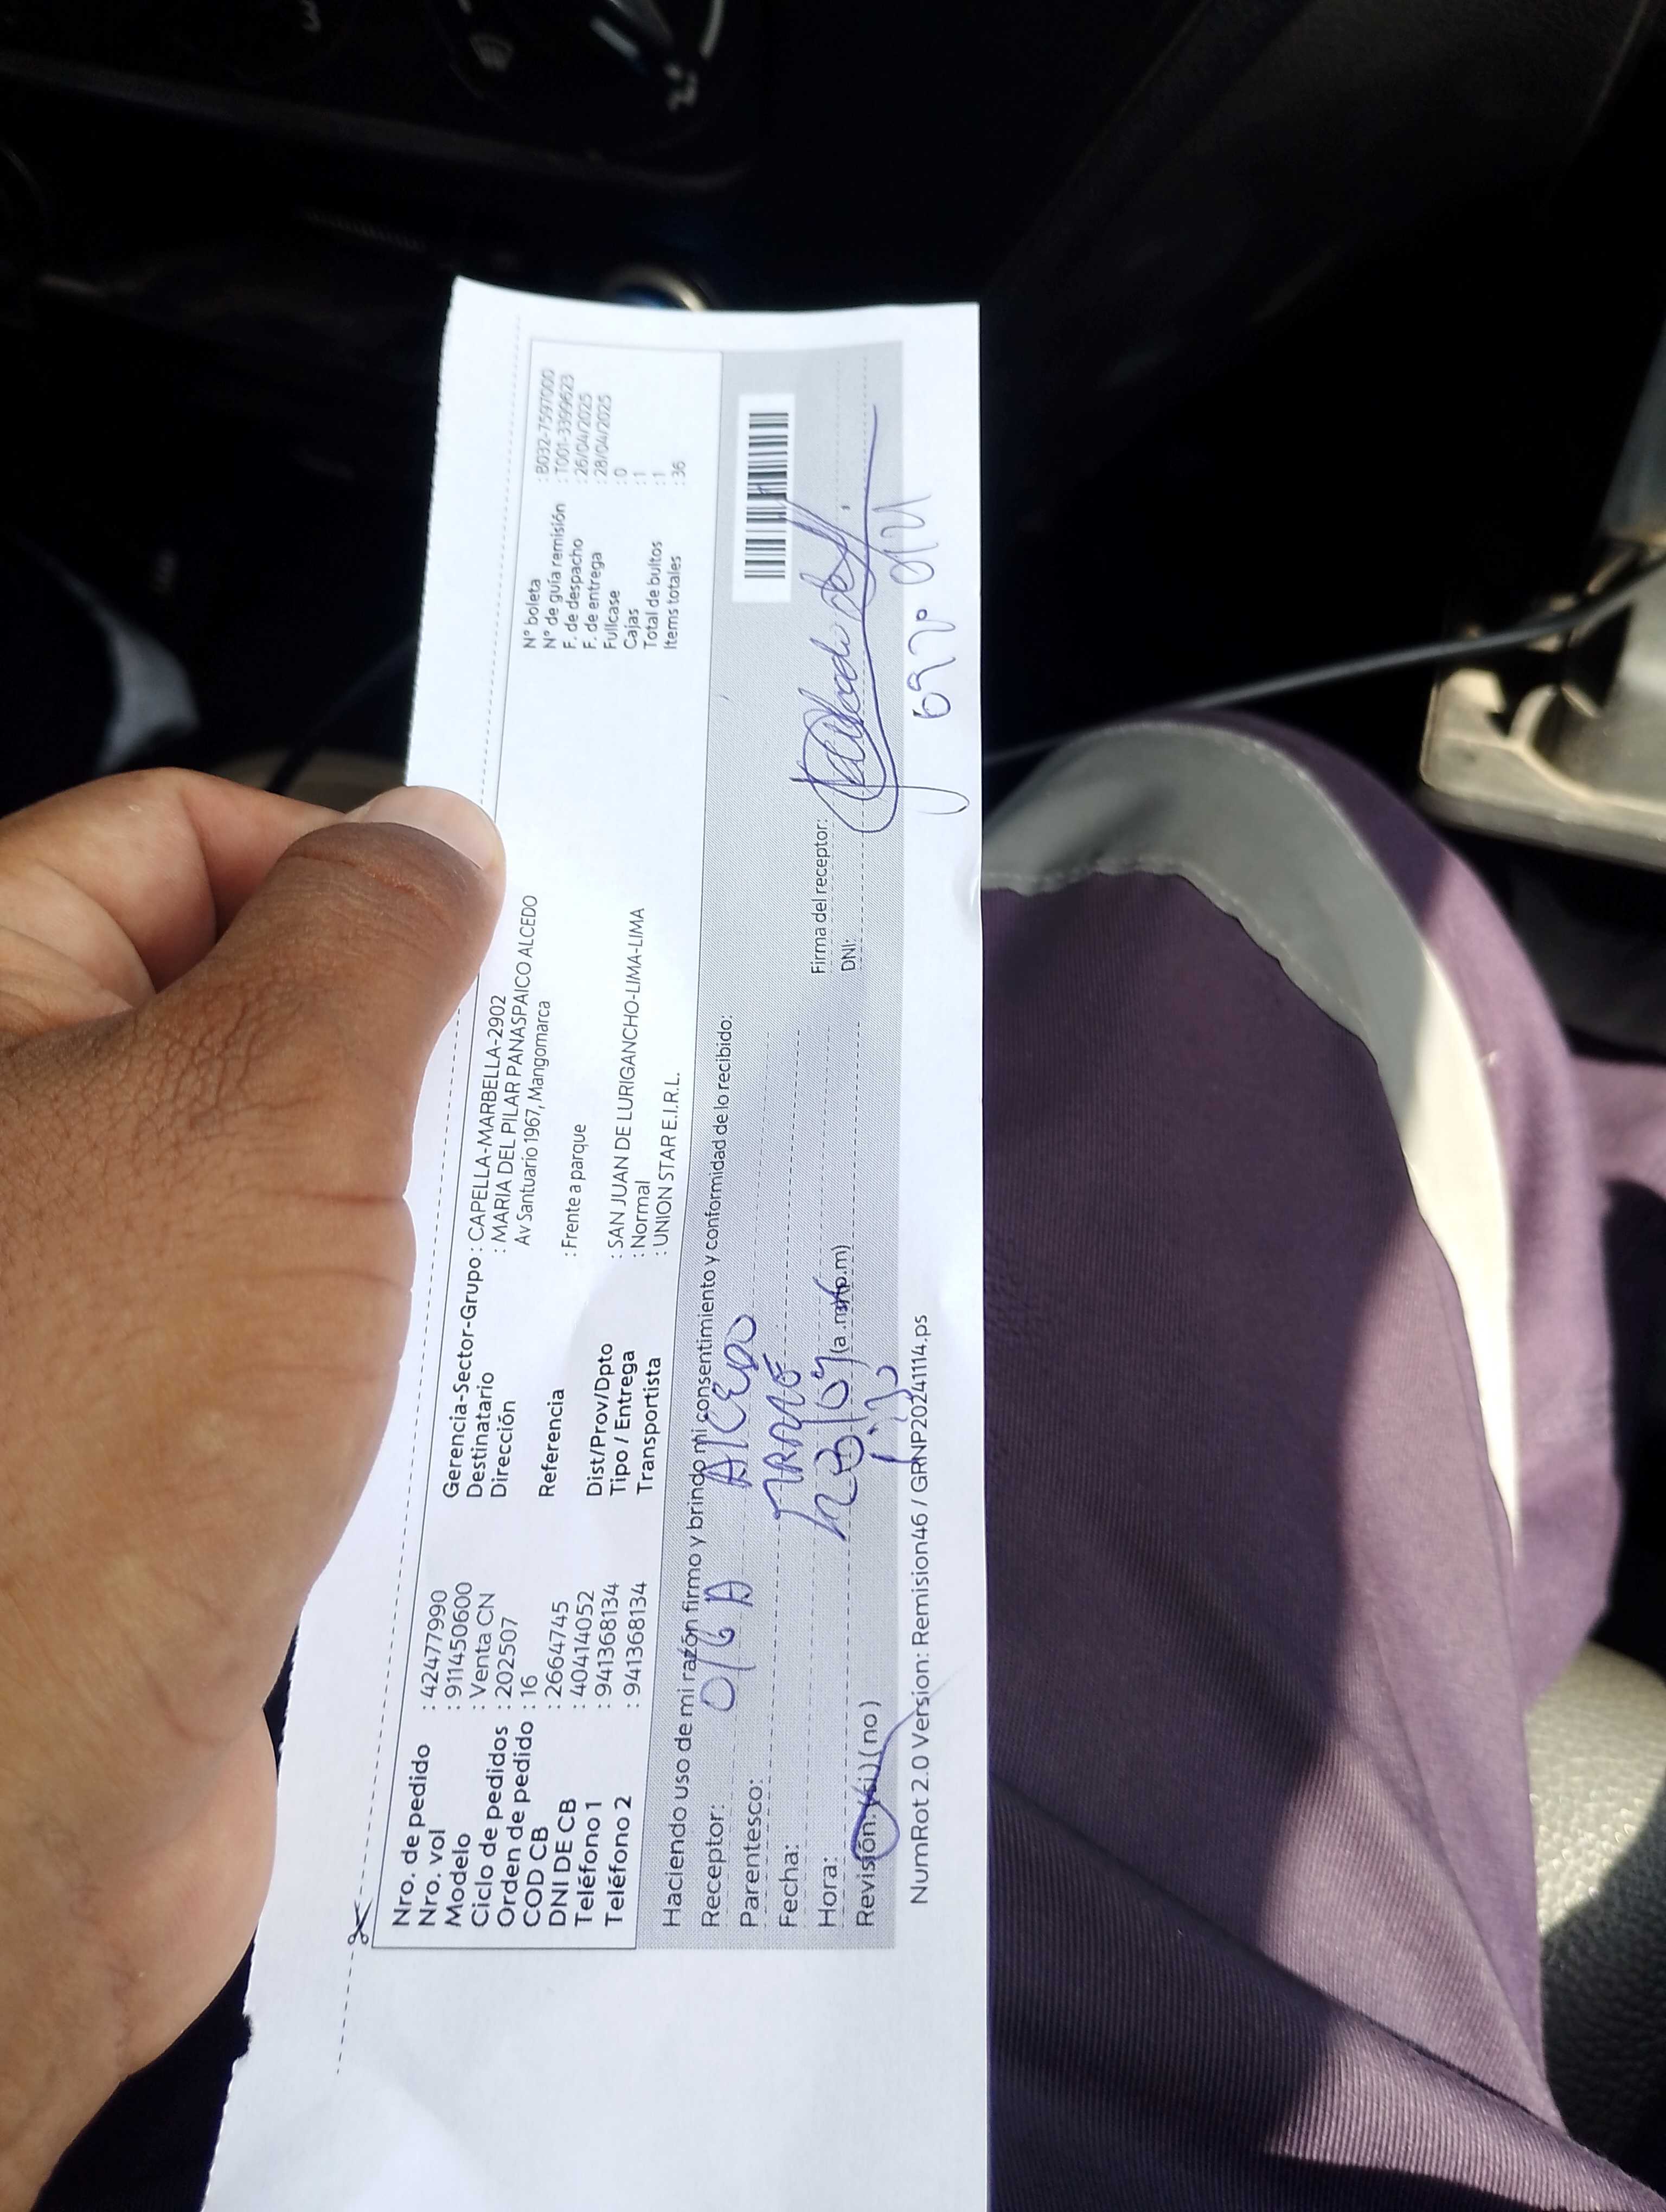 Nro. de pedido : 42477990
Nro. vol : 911450600
Modelo : Venta CN
Ciclo de pedidos : 202507
Orden de pedido : 16
COD CB : 2664745
DNI DE CB : 40414052
Teléfono 1 : 941368134
Teléfono 2 : 941368134
Gerencia-Sector-Grupo : CAPELLA-MARBELLA-2902
Destinatario : MARIA DEL PILAR PANASPAICO ALCEDO
Dirección Av Santuario 1967, Mangomarca
Referencia : Frente a parque
Dist/Prov/Dpto : SAN JUAN DE LURIGANCHO-LIMA-LIMA
Tipo / Entrega : Normal
Transportista : UNION STAR E.I.R.L.
N° boleta : B032-7597000
N° de guía remisión : T001-3399623
F. de despacho : 26/04/2025
F. de entrega : 28/04/2025
Fullcase : 0
Cajas : 1
Total de bultos : 1
Items totales : 36
Haciendo uso de mi razón firmo y brindo mi consentimiento y conformidad de lo recibido:
Receptor: OlGA AlCEDO
Parentesco:
Fecha:
Hora: (a.m/p.m)
Revisión: (si) (no)
Firma del receptor:
DNI:
NumRot 2.0 Version: Remision46 / GRNP20241114.ps